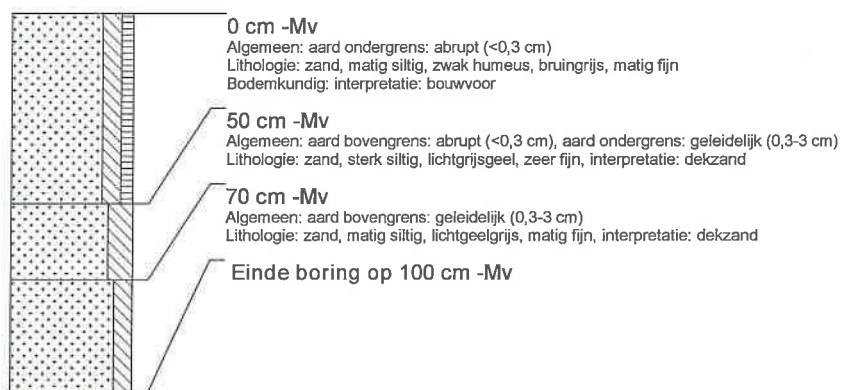 0 cm -Mv
Algemeen: aard ondergrens: abrupt (<0,3 cm)
Lithologie: zand, matig siltig, zwak humeus, bruingrijs, matig fijn
Bodemkundig: interpretatie: bouwvoor
50 cm -Mv
Algemeen: aard bovengrens: abrupt (<0,3 cm), aard ondergrens: geleidelijk (0,3-3 cm)
Lithologie: zand, sterk siltig, lichtgrijsgeel, zeer fijn, interpretatie: dekzand
70 cm -Mv
Algemeen: aard bovengrens: geleidelijk (0,3-3 cm)
Lithologie: zand, matig siltig, lichtgeelgrijs, matig fijn, interpretatie: dekzand
Einde boring op 100 cm -Mv